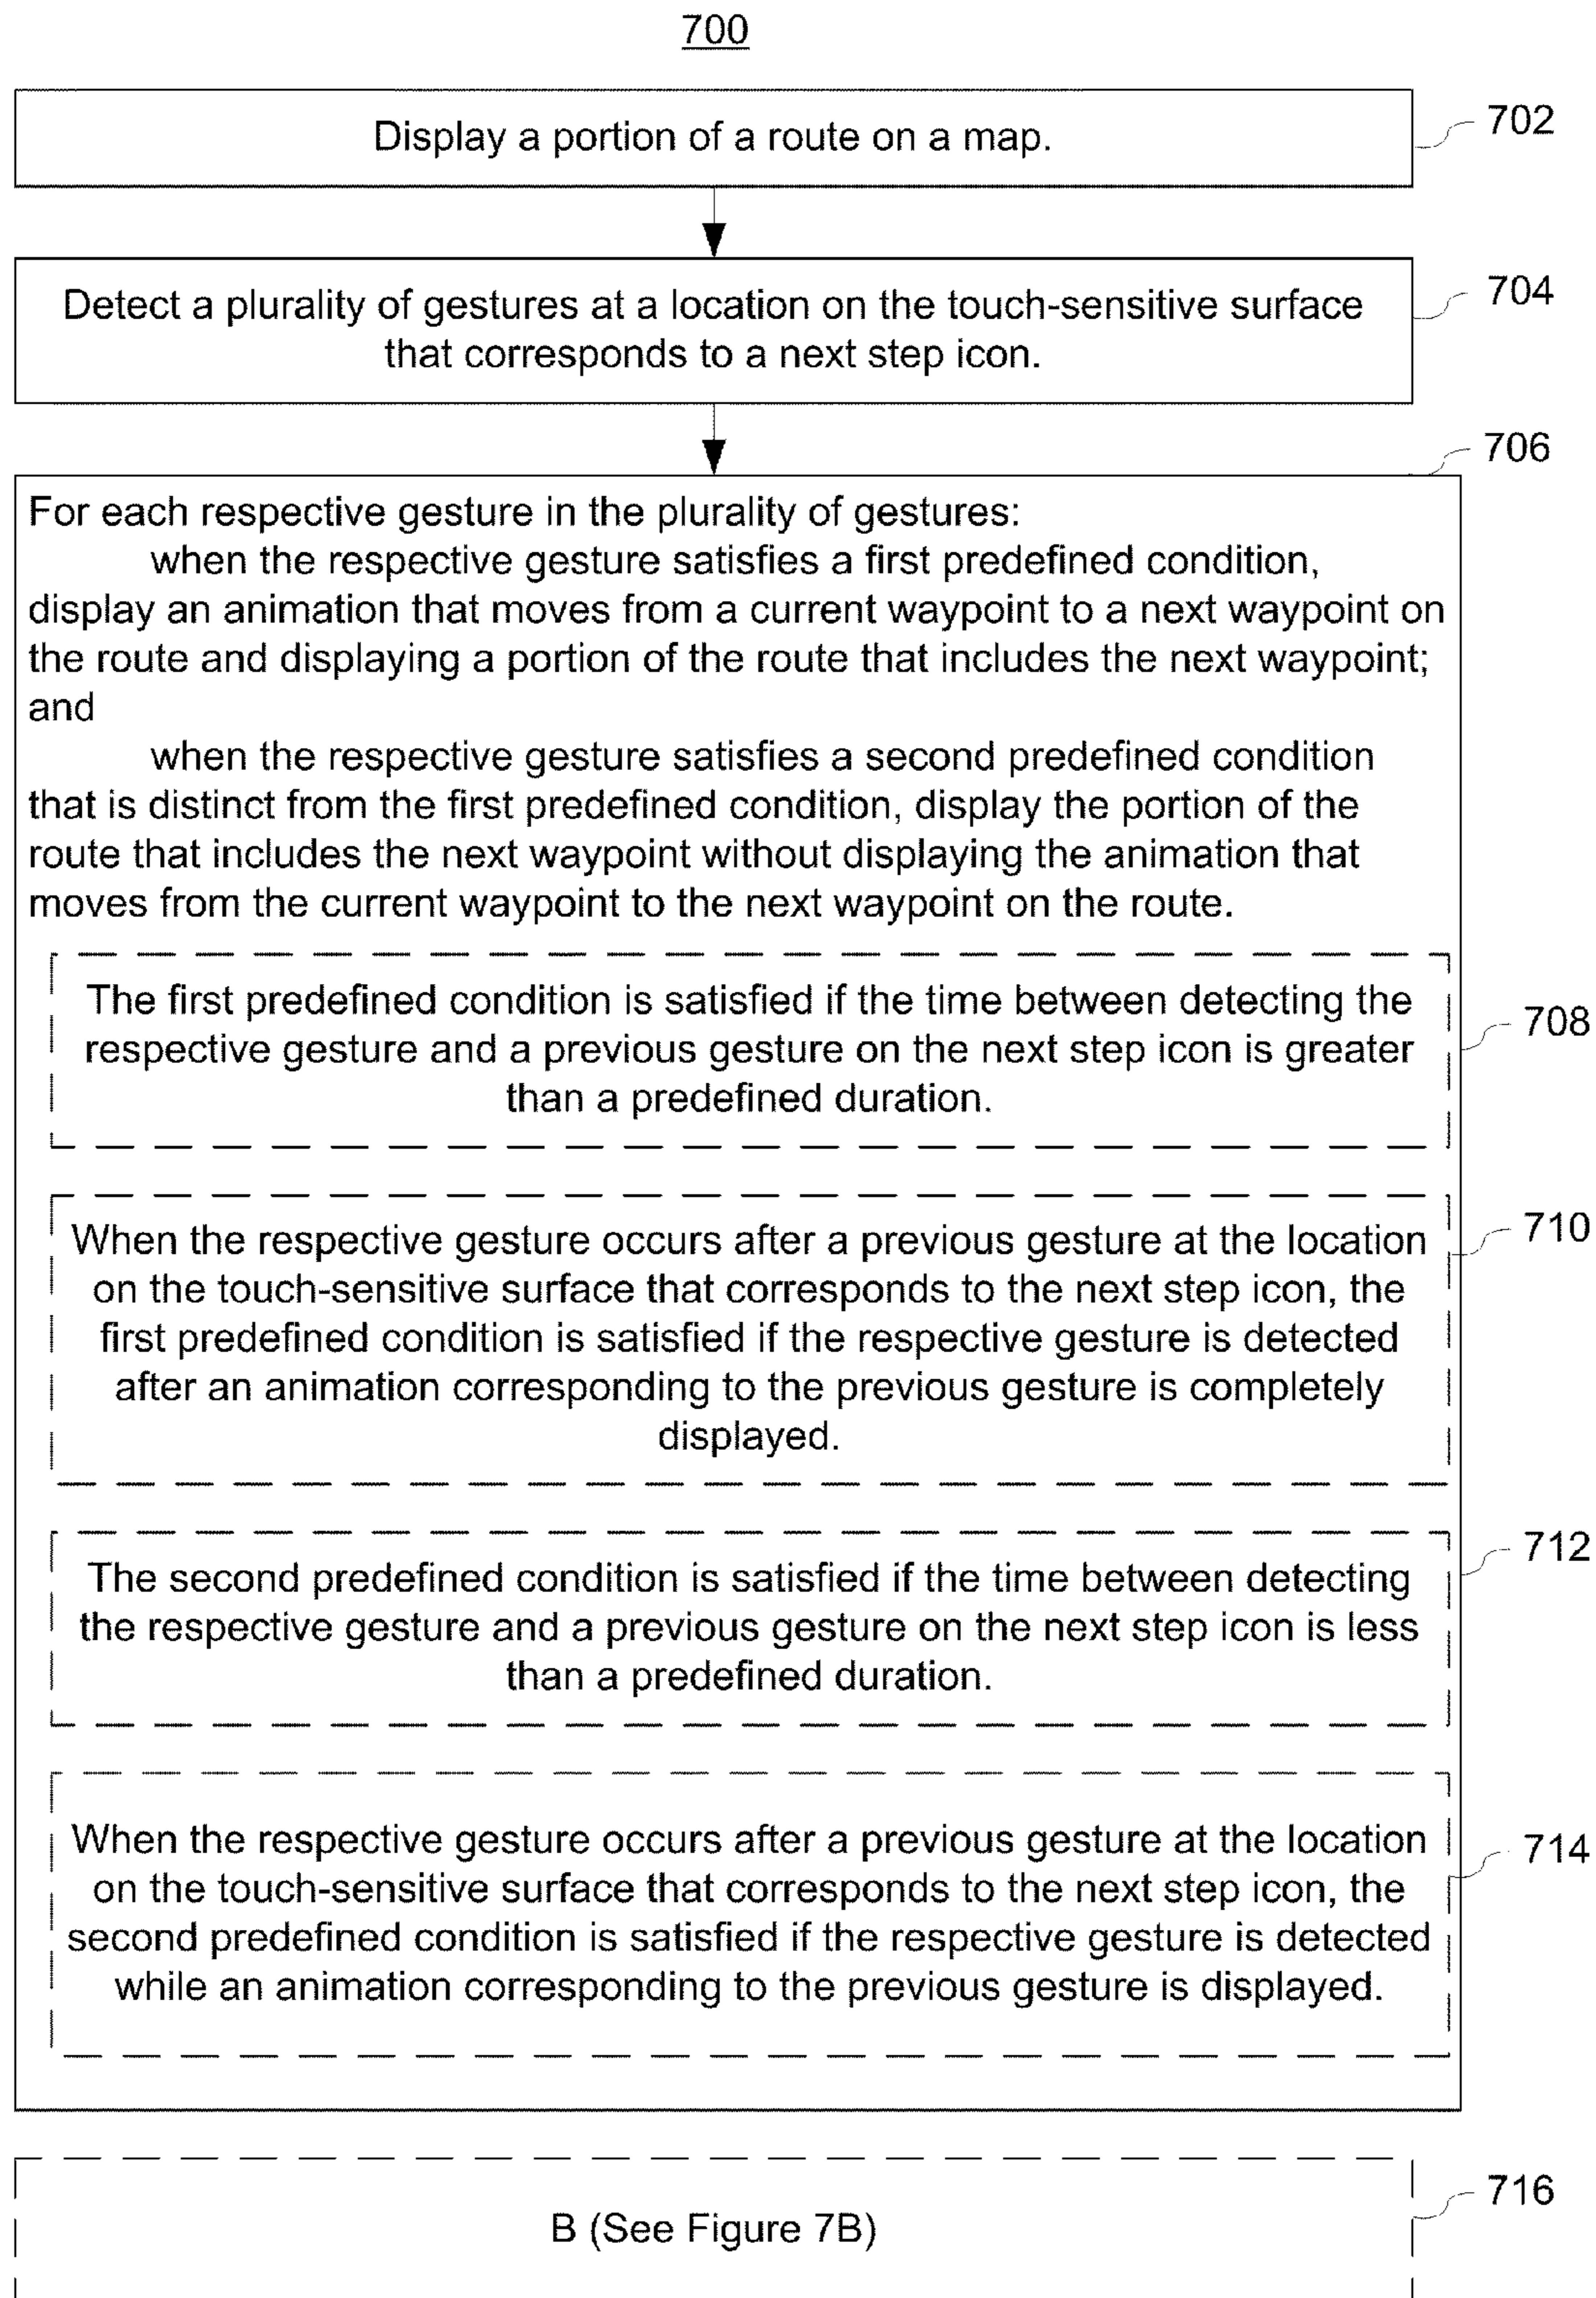 700
Display a portion of a route on a map.
702
Detect a plurality of gestures at a location on the touch-sensitive surface
that corresponds to a next step icon.
704
706
For each respective gesture in the plurality of gestures:
when the respective gesture satisfies a first predefined condition,
display an animation that moves from a current waypoint to a next waypoint on
the route and displaying a portion of the route that includes the next waypoint;
and
when the respective gesture satisfies a second predefined condition
that is distinct from the first predefined condition, display the portion of the
route that includes the next waypoint without displaying the animation that
moves from the current waypoint to the next waypoint on the route.
The first predefined condition is satisfied if the time between detecting the
respective gesture and a previous gesture on the next step icon is greater
than a predefined duration.
708
When the respective gesture occurs after a previous gesture at the location
on the touch-sensitive surface that corresponds to the next step icon, the
first predefined condition is satisfied if the respective gesture is detected
after an animation corresponding to the previous gesture is completely
displayed.
710
The second predefined condition is satisfied if the time between detecting
the respective gesture and a previous gesture on the next step icon is less
than a predefined duration.
712
When the respective gesture occurs after a previous gesture at the location
on the touch-sensitive surface that corresponds to the next step icon, the
second predefined condition is satisfied if the respective gesture is detected
while an animation corresponding to the previous gesture is displayed.
714
B (See Figure 7B)
716